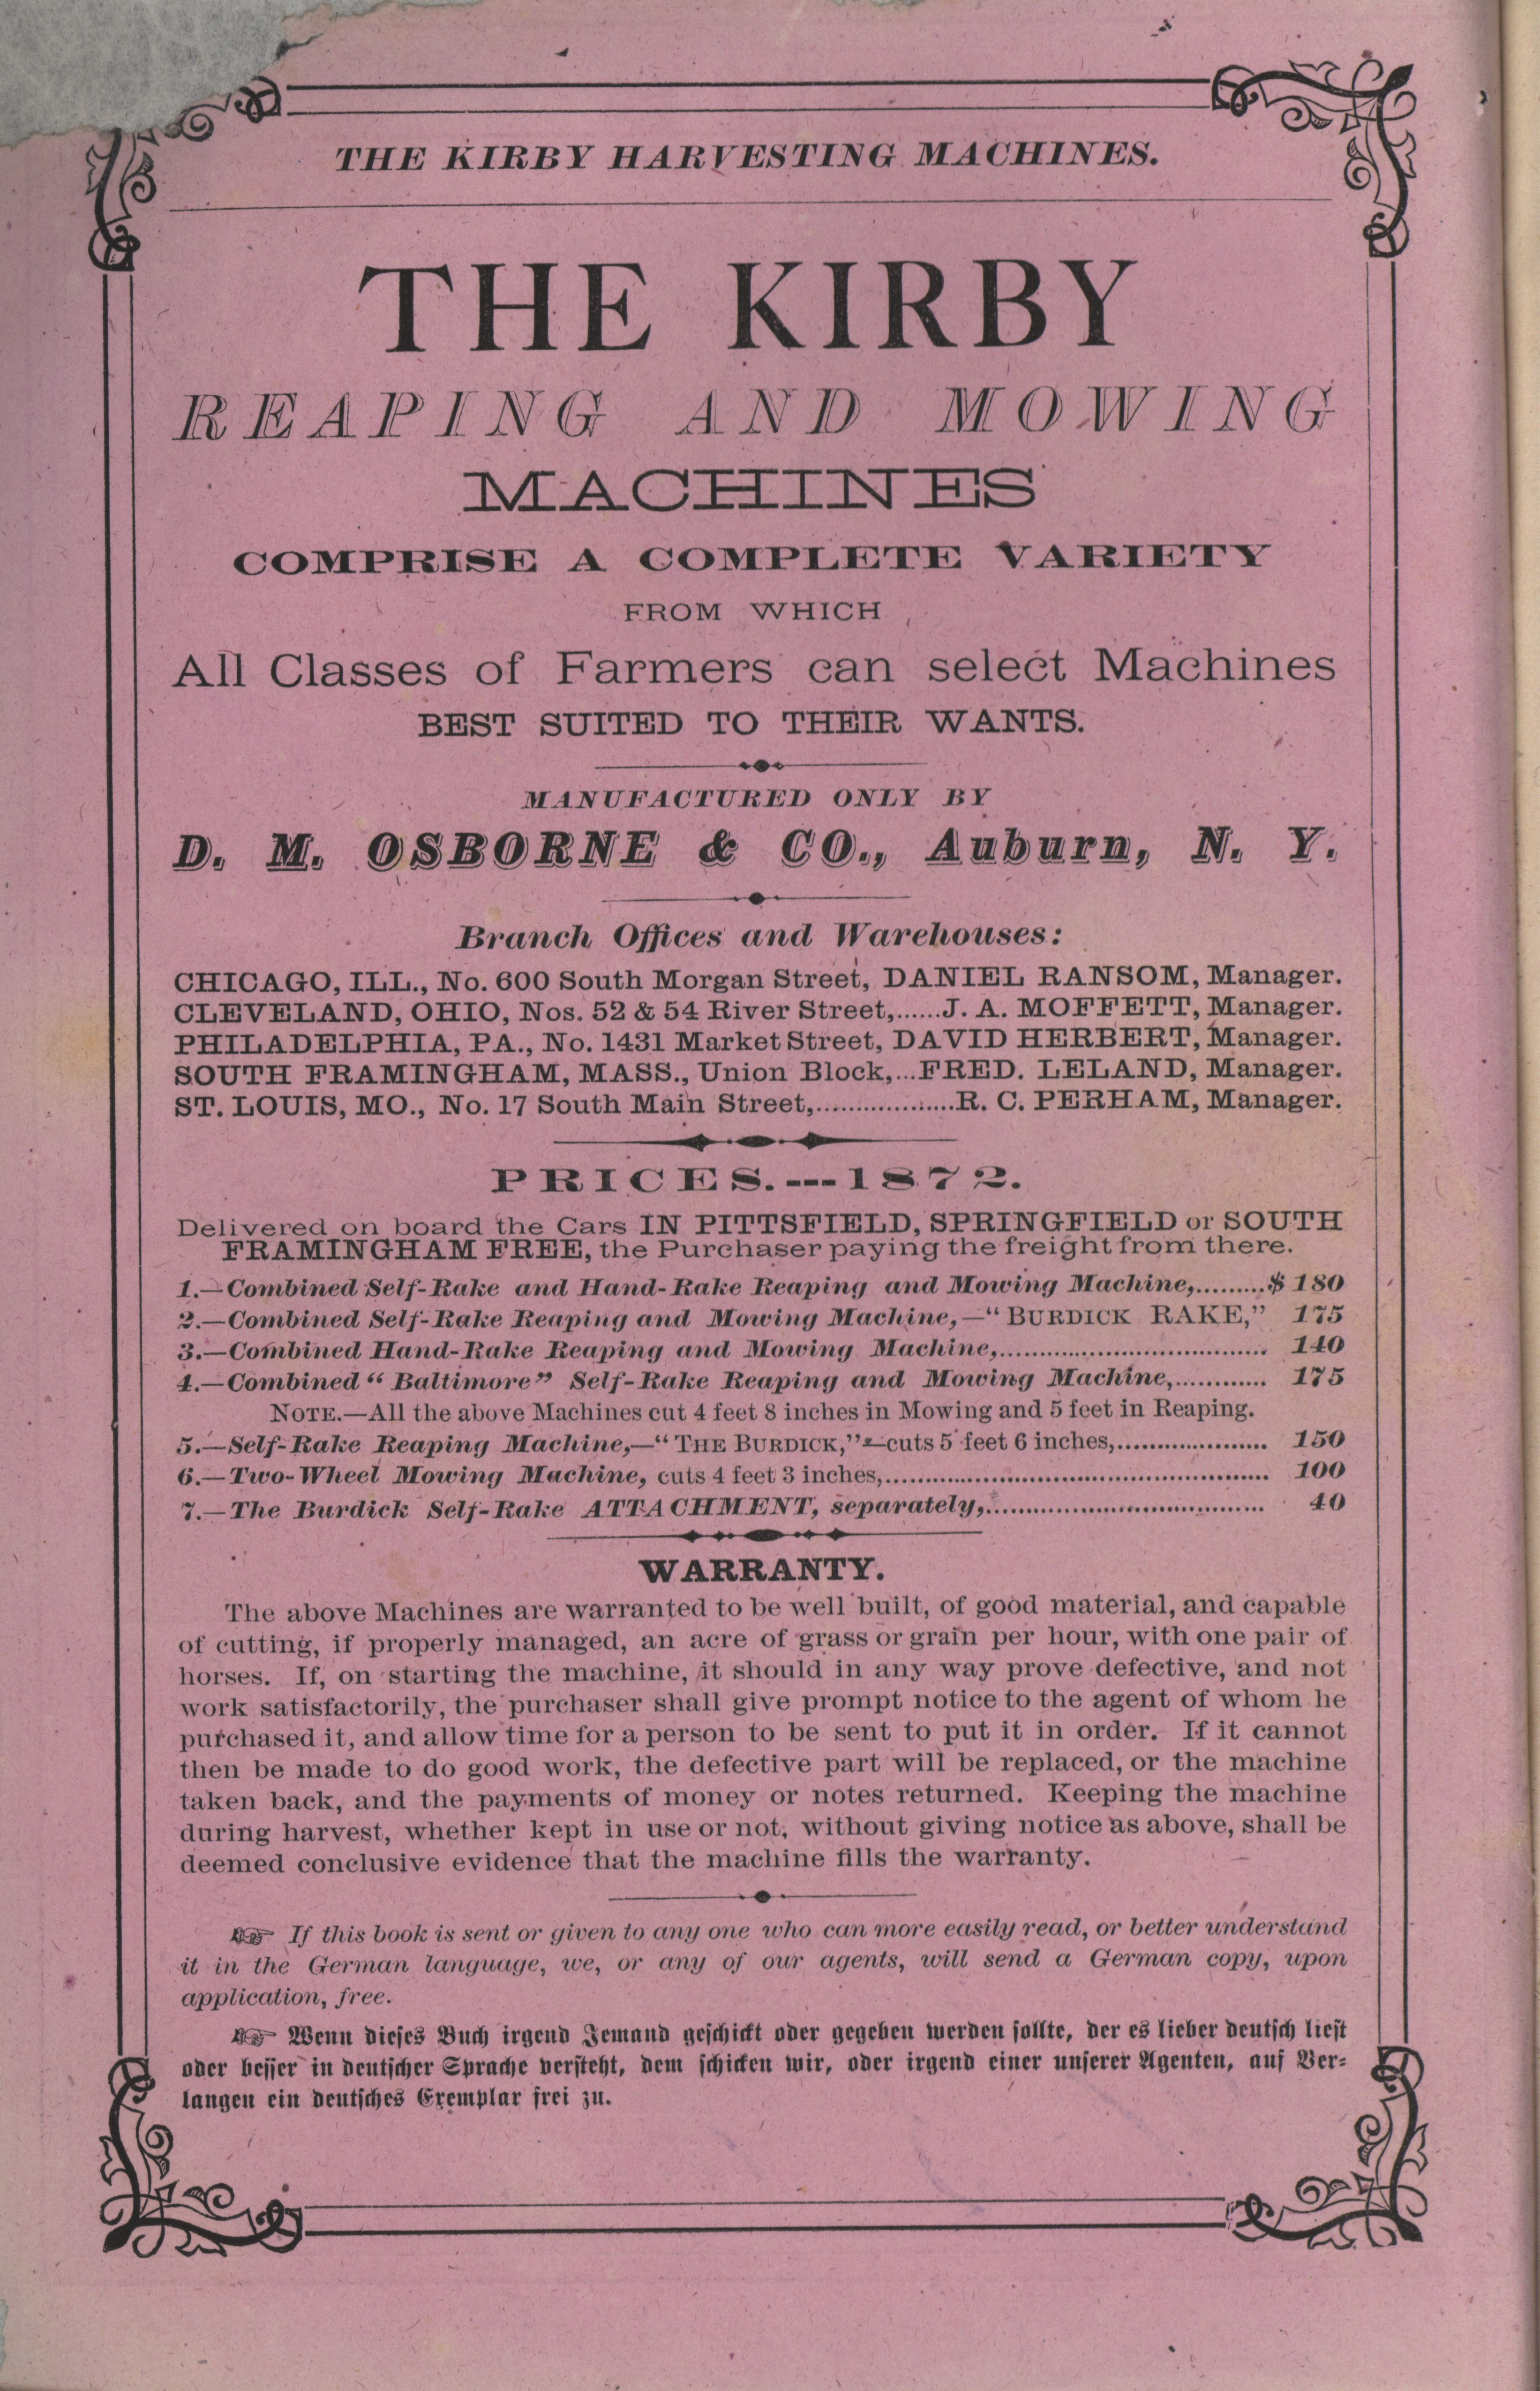 THE KIRBY HARVESTING MACHINES.
THE KIRBY
REAPING AND MOWING
MACHINES
COMPRISE A COMPLETE VARIETY
FROM WHICH
All Classes of Farmers can select Machines
BEST SUITED TO THEIR WANTS.
MANUFACTURED ONLY BY
D. M. OSBORNE & CO., Auburn, N. Y.
Branch Offices and Warehouses:
CHICAGO, ILL., No. 600 South Morgan Street, DANIEL RANSOM, Manager.
CLEVELAND, OHIO, Nos. 52 & 54 River Street,......J. A. MOFFETT, Manager.
PHILADELPHIA, PA., No. 1431 Market Street, DAVID HERBERT, Manager.
SOUTH FRAMINGHAM, MASS., Union Block,...FRED. LELAND, Manager.
ST. LOUIS, MO., No. 17 South Main Street,...................R. C. PERHAM, Manager.
PRICES.---1872.
Delivered on board the Cars IN PITTSFIELD, SPRINGFIELD or SOUTH
FRAMINGHAM FREE, the Purchaser paying the freight from there.
1.—Combined Self-Rake and Hand-Rake Reaping and Mowing Machine,.........$ 180
2.—Combined Self-Rake Reaping and Mowing Machine,—“BURDICK RAKE,” 175
3.—Combined Hand-Rake Reaping and Mowing Machine,.................................. 140
4.—Combined “Baltimore” Self-Rake Reaping and Mowing Machine,............ 175
NOTE.—All the above Machines cut 4 feet 8 inches in Mowing and 5 feet in Reaping.
5.—Self-Rake Reaping Machine,—“THE BURDICK,”—cuts 5 feet 6 inches,.................... 150
6.—Two-Wheel Mowing Machine, cuts 4 feet 3 inches,.................................................. 100
7.—The Burdick Self-Rake ATTACHMENT, separately,.................................... 40
WARRANTY.
The above Machines are warranted to be well built, of good material, and capable
of cutting, if properly managed, an acre of grass or grain per hour, with one pair of
horses. If, on starting the machine, it should in any way prove defective, and not
work satisfactorily, the purchaser shall give prompt notice to the agent of whom he
purchased it, and allow time for a person to be sent to put it in order. If it cannot
then be made to do good work, the defective part will be replaced, or the machine
taken back, and the payments of money or notes returned. Keeping the machine
during harvest, whether kept in use or not, without giving notice as above, shall be
deemed conclusive evidence that the machine fills the warranty.
☞ If this book is sent or given to any one who can more easily read, or better understand
it in the German language, we, or any of our agents, will send a German copy, upon
application, free.
☞ Wenn dieses Buch irgend Jemand geschickt oder gegeben werden sollte, der es lieber deutsch liest
oder besser in deutscher Sprache versteht, dem schicken wir, oder irgend einer unserer Agenten, auf Ver-
langen ein deutsches Exemplar frei zu.